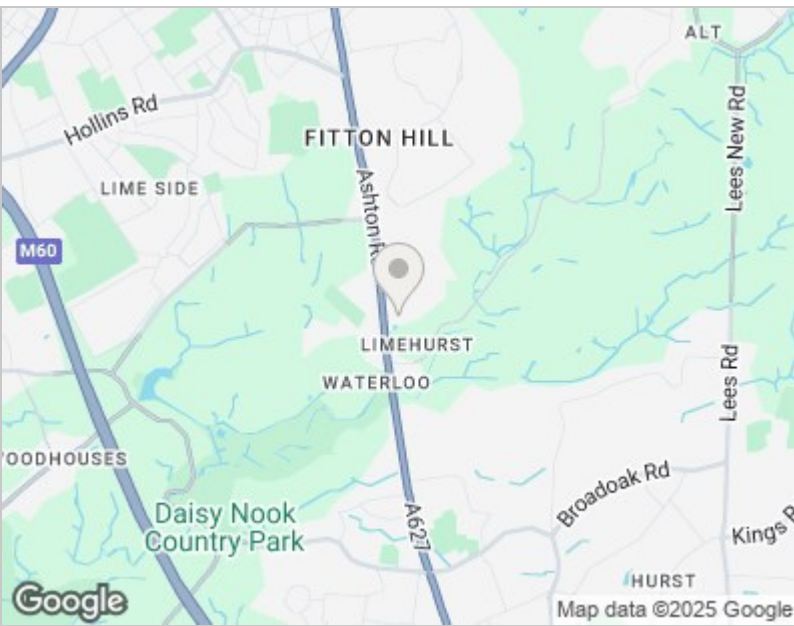 ALT
Hollins Rd
FITTON HILL
Lees New Rd
LIME SIDE
Ashton R
M60
LIMEHURST
WATERLOO
Lees Rd
OODHOUSES
Broadoak Rd
Daisy Nook
Country Park
A627
Kings R
HURST
Google
Map data ©2025 Google